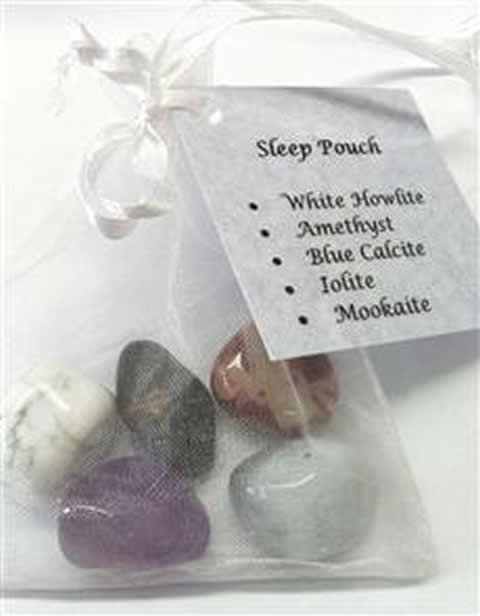 Sleep Pouch
• White Howlite
• Amethyst
• Blue Calcite
• Iolite
• Mookaite